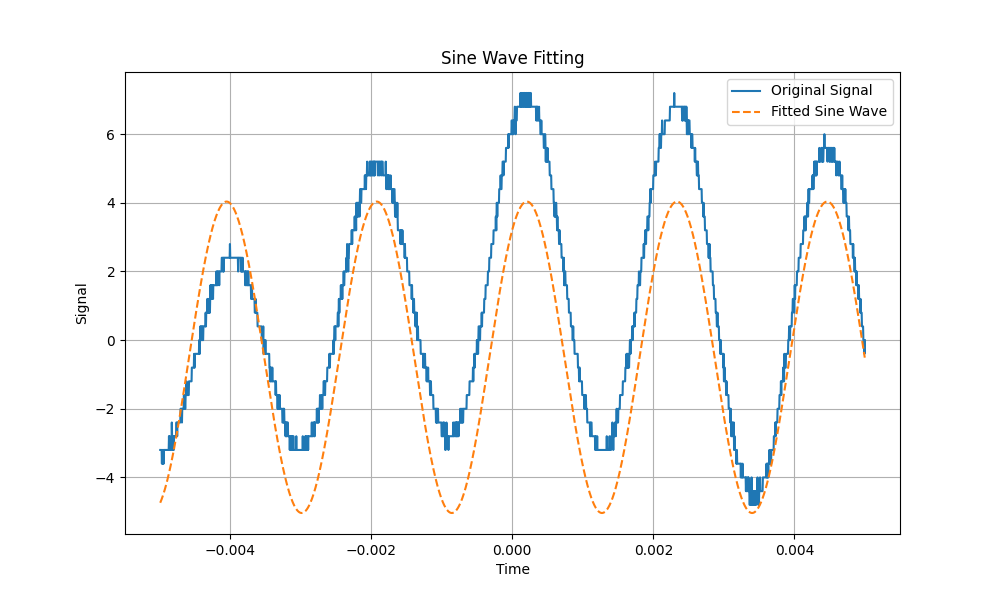 Sine Wave Fitting
Original Signal
Fitted Sine Wave
6
4
2
0
−2
−4
Signal
−0.004
−0.002
0.000
0.002
0.004
Time